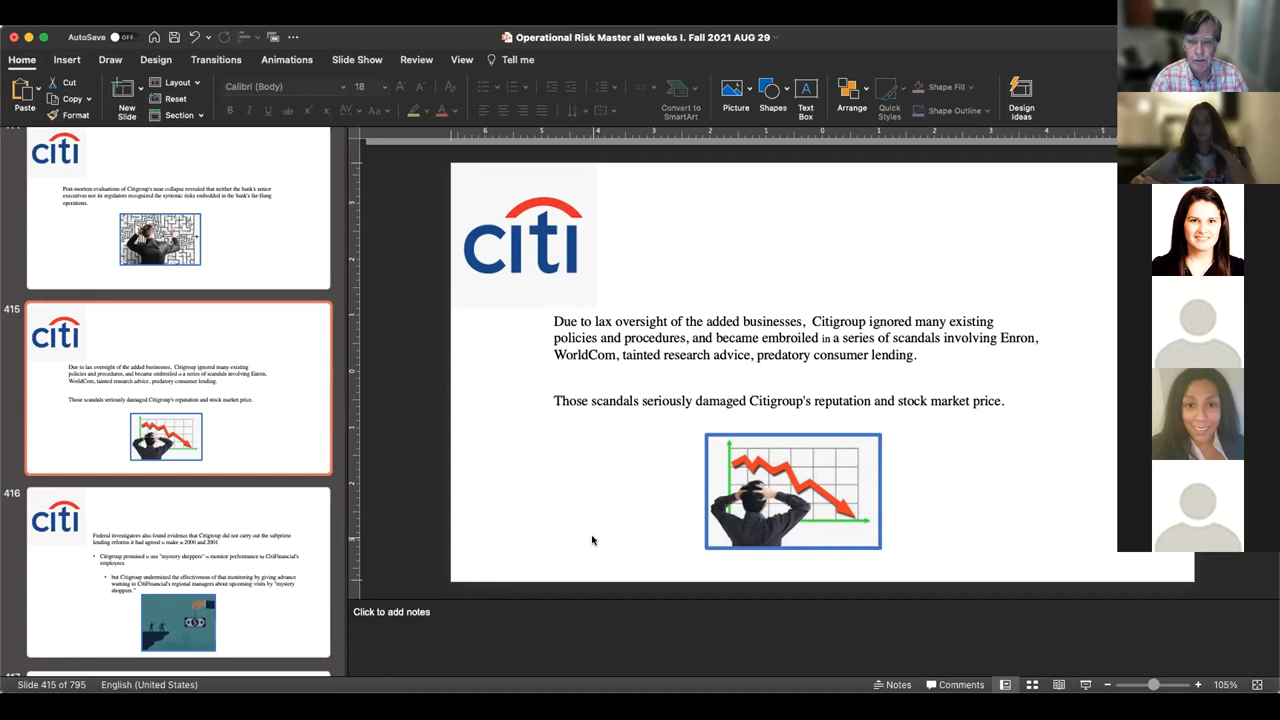 AutoSave OFF
Operational Risk Master all weeks I. Fall 2021 AUG 29
Home Insert Draw Design Transitions Animations Slide Show Review View Tell me
Paste
Cut
Copy
Format
New
Slide
Layout
Reset
Section
Calibri (Body)
18
Convert to
SmartArt
Picture
Shapes
Text
Box
Arrange
Quick
Styles
Shape Fill
Shape Outline
Design
Ideas
citi
Post-mortem evaluations of Citigroup's near-collapse revealed that neither the bank's senior
executives nor its regulators recognized the systemic risks embedded in the bank's far-flung
operations.
415
citi
Due to lax oversight of the added businesses, Citigroup ignored many existing
policies and procedures, and became embroiled in a series of scandals involving Enron,
WorldCom, tainted research advice, predatory consumer lending.
Those scandals seriously damaged Citigroup's reputation and stock market price.
416
citi
Federal investigators also found evidence that Citigroup did not carry out the subprime
lending reforms it had agreed to make in 2000 and 2001
• Citigroup promised to use "mystery shoppers" to monitor performance by CitiFinancial's
employees
• but Citigroup undermined the effectiveness of that monitoring by giving advance
warning to CitiFinancial's regional managers about upcoming visits by "mystery
shoppers."
6 5 4 3 2 1 0 1 2 3 4 5
citi
Due to lax oversight of the added businesses, Citigroup ignored many existing
policies and procedures, and became embroiled in a series of scandals involving Enron,
WorldCom, tainted research advice, predatory consumer lending.
Those scandals seriously damaged Citigroup's reputation and stock market price.
Click to add notes
Slide 415 of 795 English (United States) Notes Comments 105%